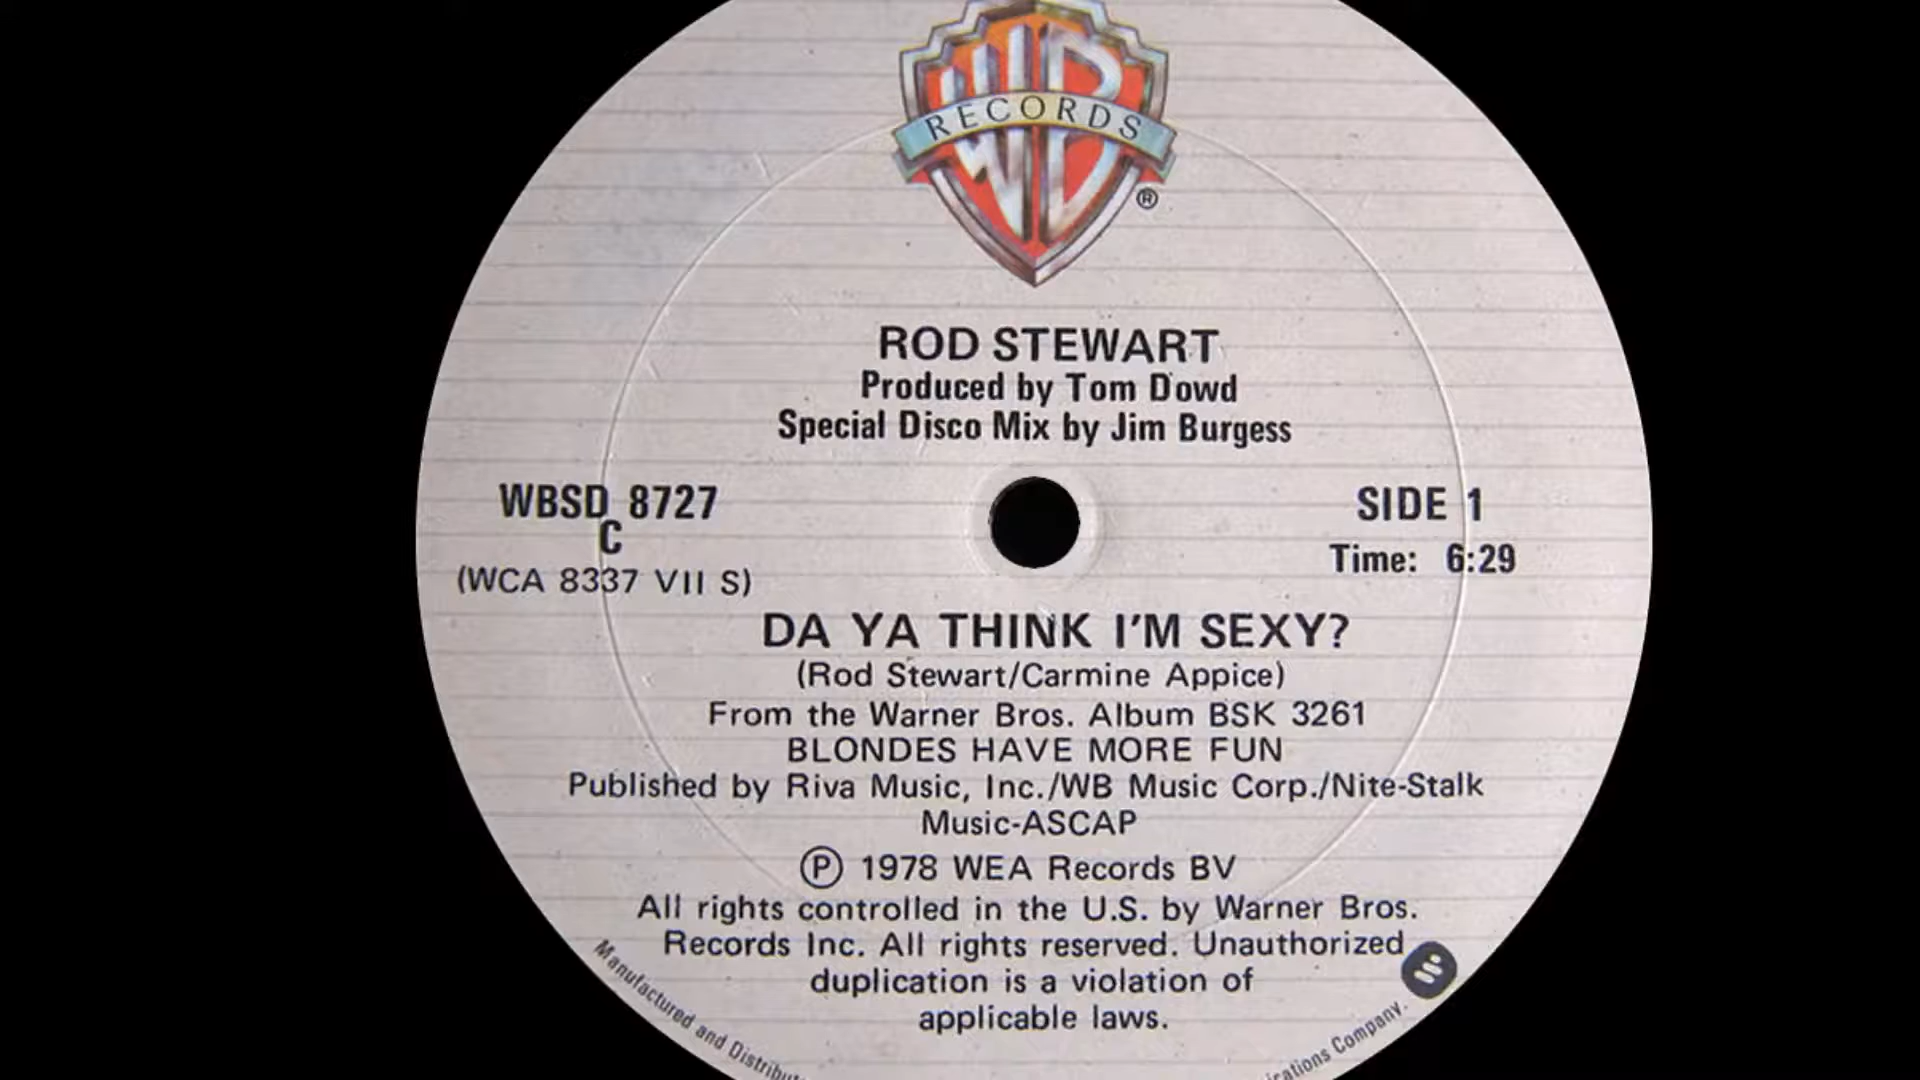 WB
RECORDS
®
ROD STEWART
Produced by Tom Dowd
Special Disco Mix by Jim Burgess
WBSD 8727
C
(WCA 8337 VII S)
SIDE 1
Time: 6:29
DA YA THINK I'M SEXY?
(Rod Stewart/Carmine Appice)
From the Warner Bros. Album BSK 3261
BLONDES HAVE MORE FUN
Published by Riva Music, Inc./WB Music Corp./Nite-Stalk
Music-ASCAP
Ⓟ 1978 WEA Records BV
All rights controlled in the U.S. by Warner Bros.
Records Inc. All rights reserved. Unauthorized
duplication is a violation of
applicable laws.
Manufactured and
Company.